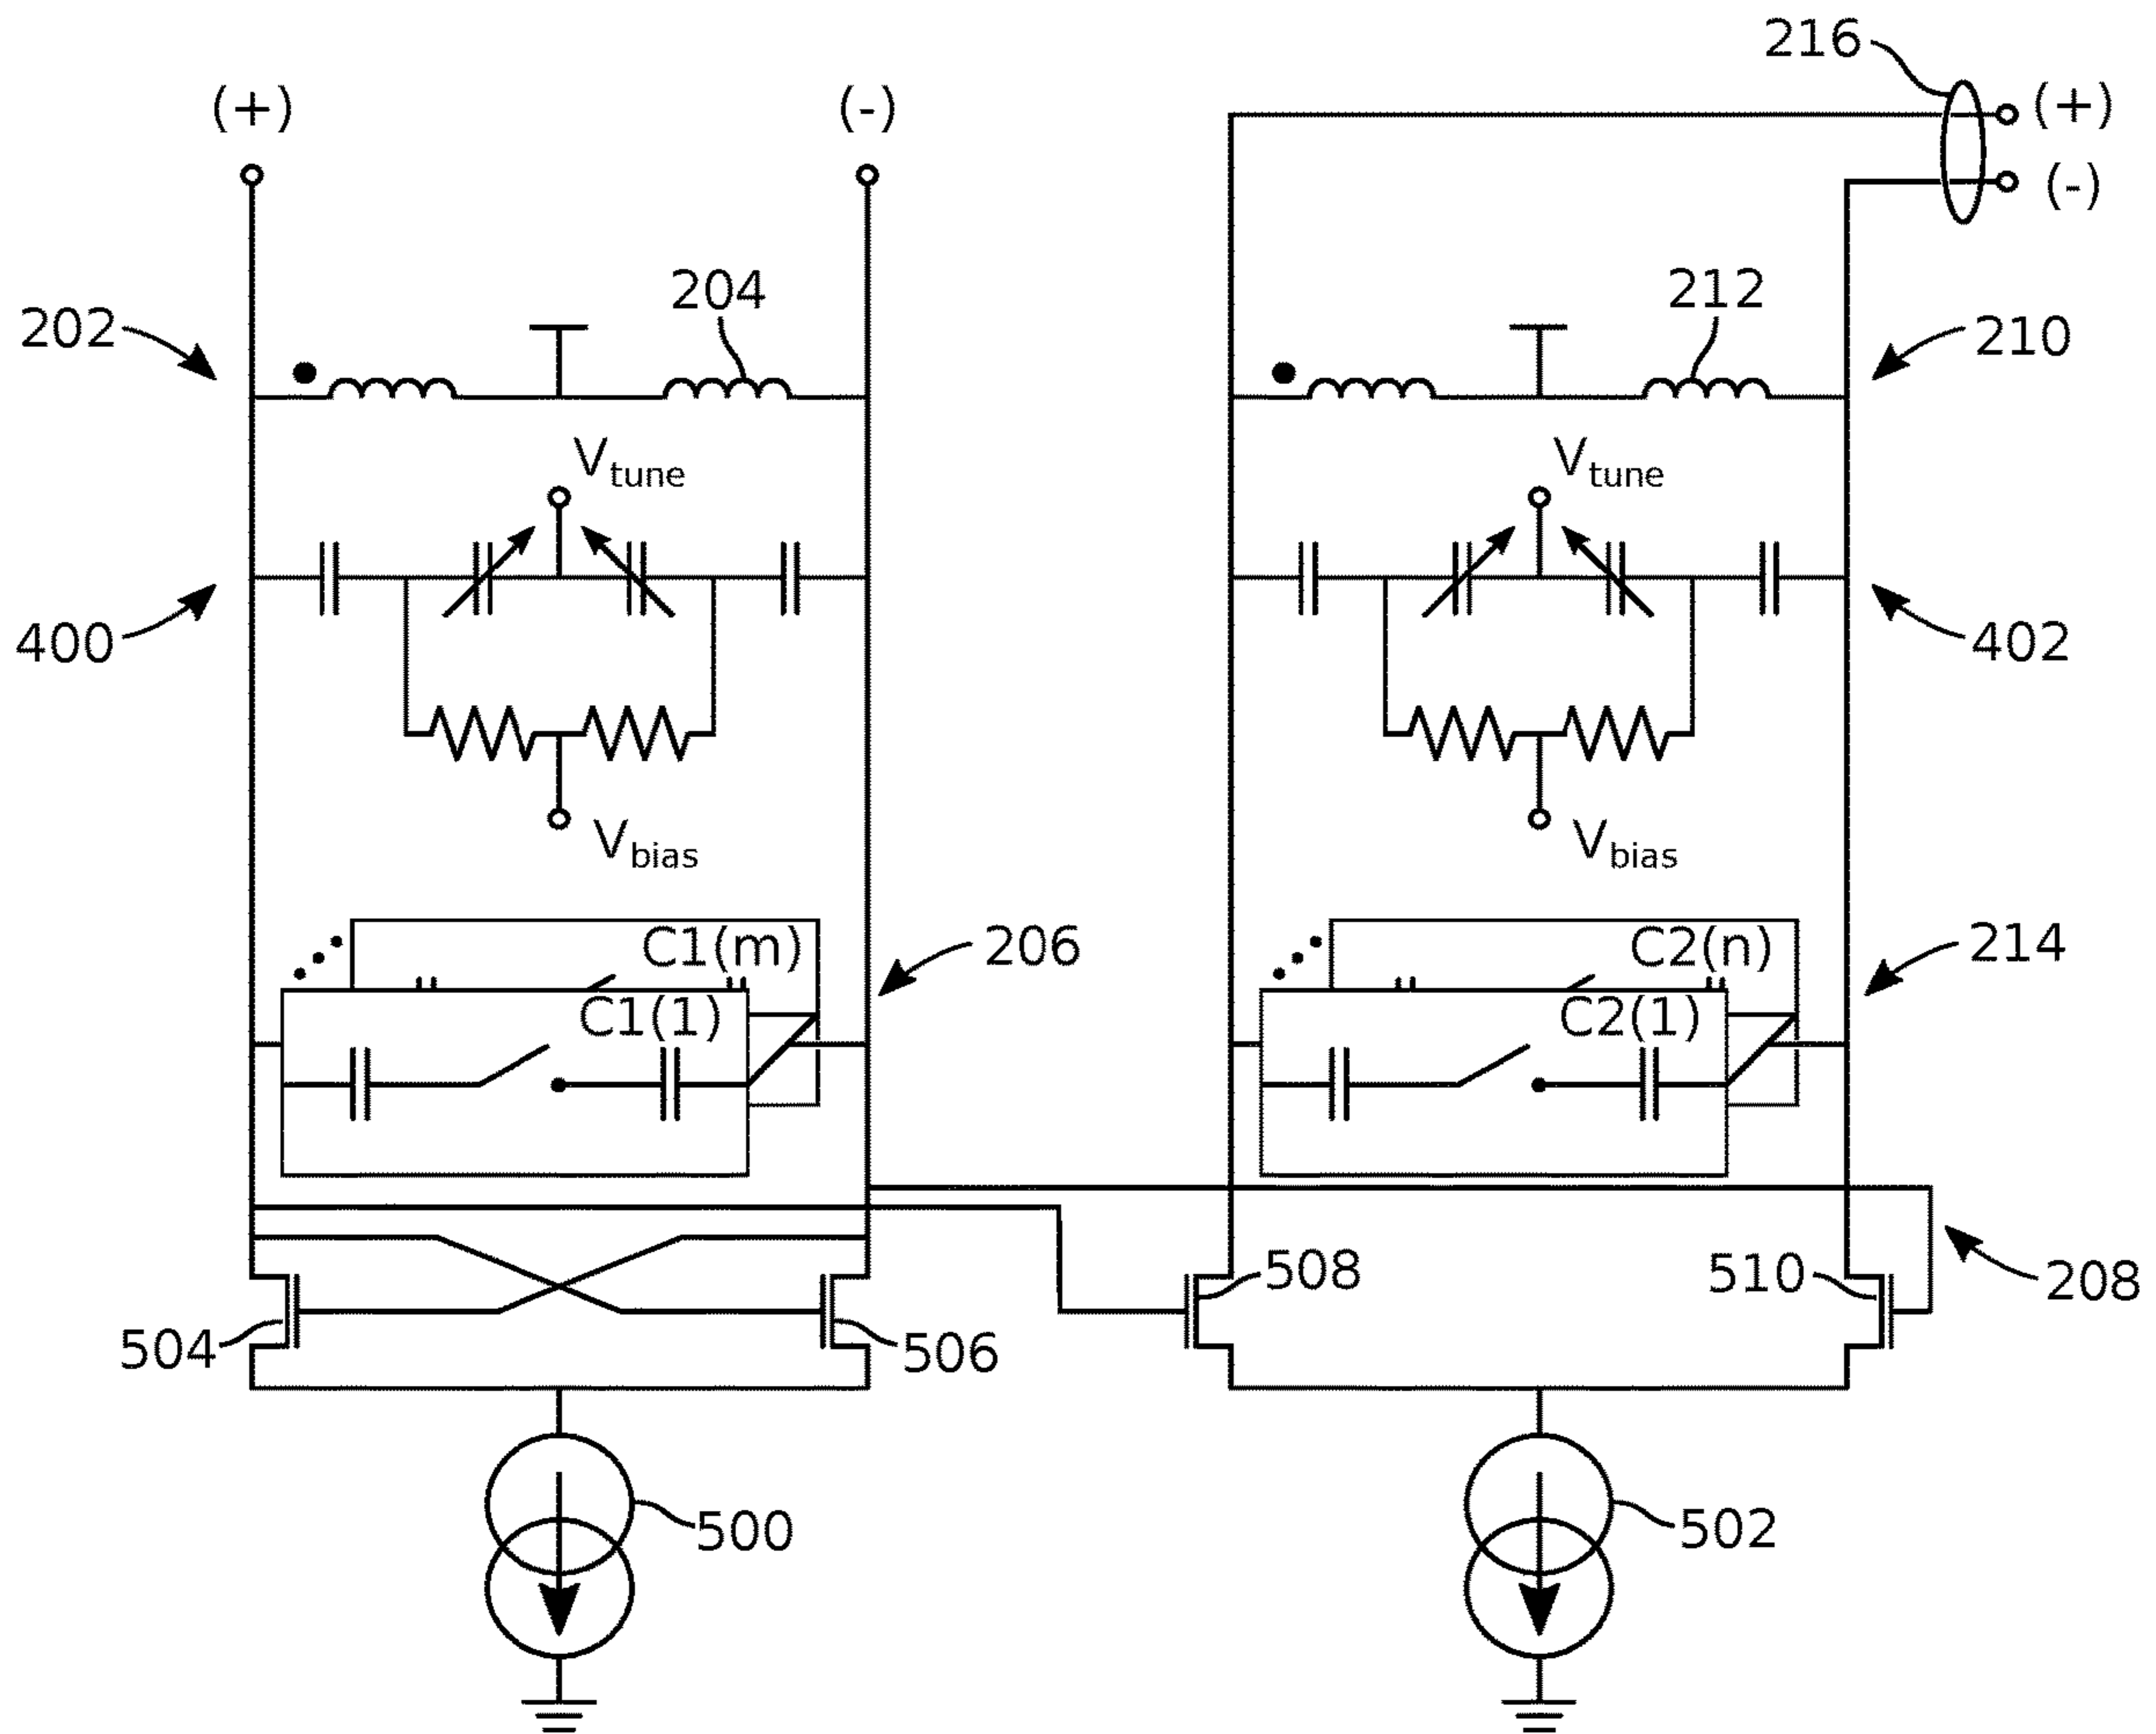 216
(+)
(-)
(+)
(-)
204
212
202
210
Vtune
Vtune
400
402
Vbias
Vbias
C1(m)
206
C2(n)
214
C1(1)
C2(1)
508
510
208
504
506
500
502